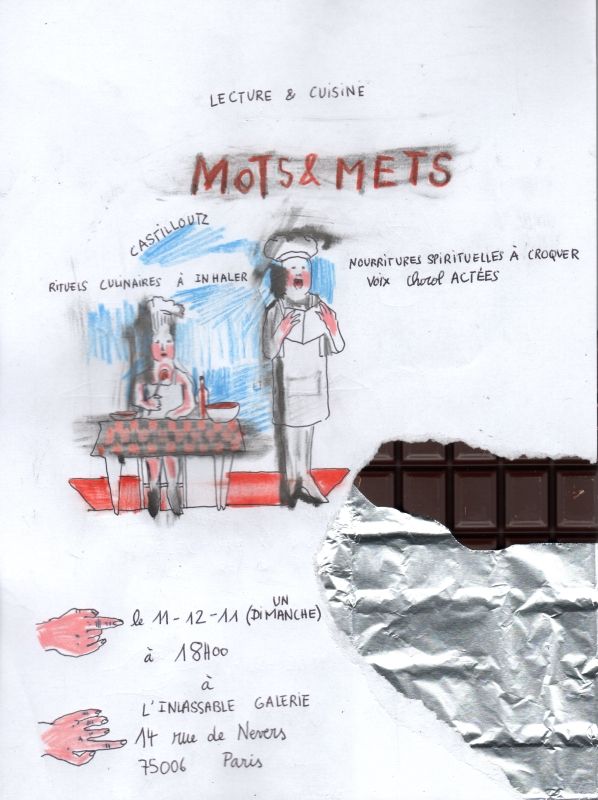 LECTURE & CUISINE
MOTS & METS
CASTILLOUTZ
RITUELS CULINAIRES À INHALER
NOURRITURES SPIRITUELLES À CROQUER
VOIX Chocol ACTÉES
le 11-12-11 (UN DIMANCHE)
à 18H00
à
L'INLASSABLE GALERIE
14 rue de Nevers
75006 Paris